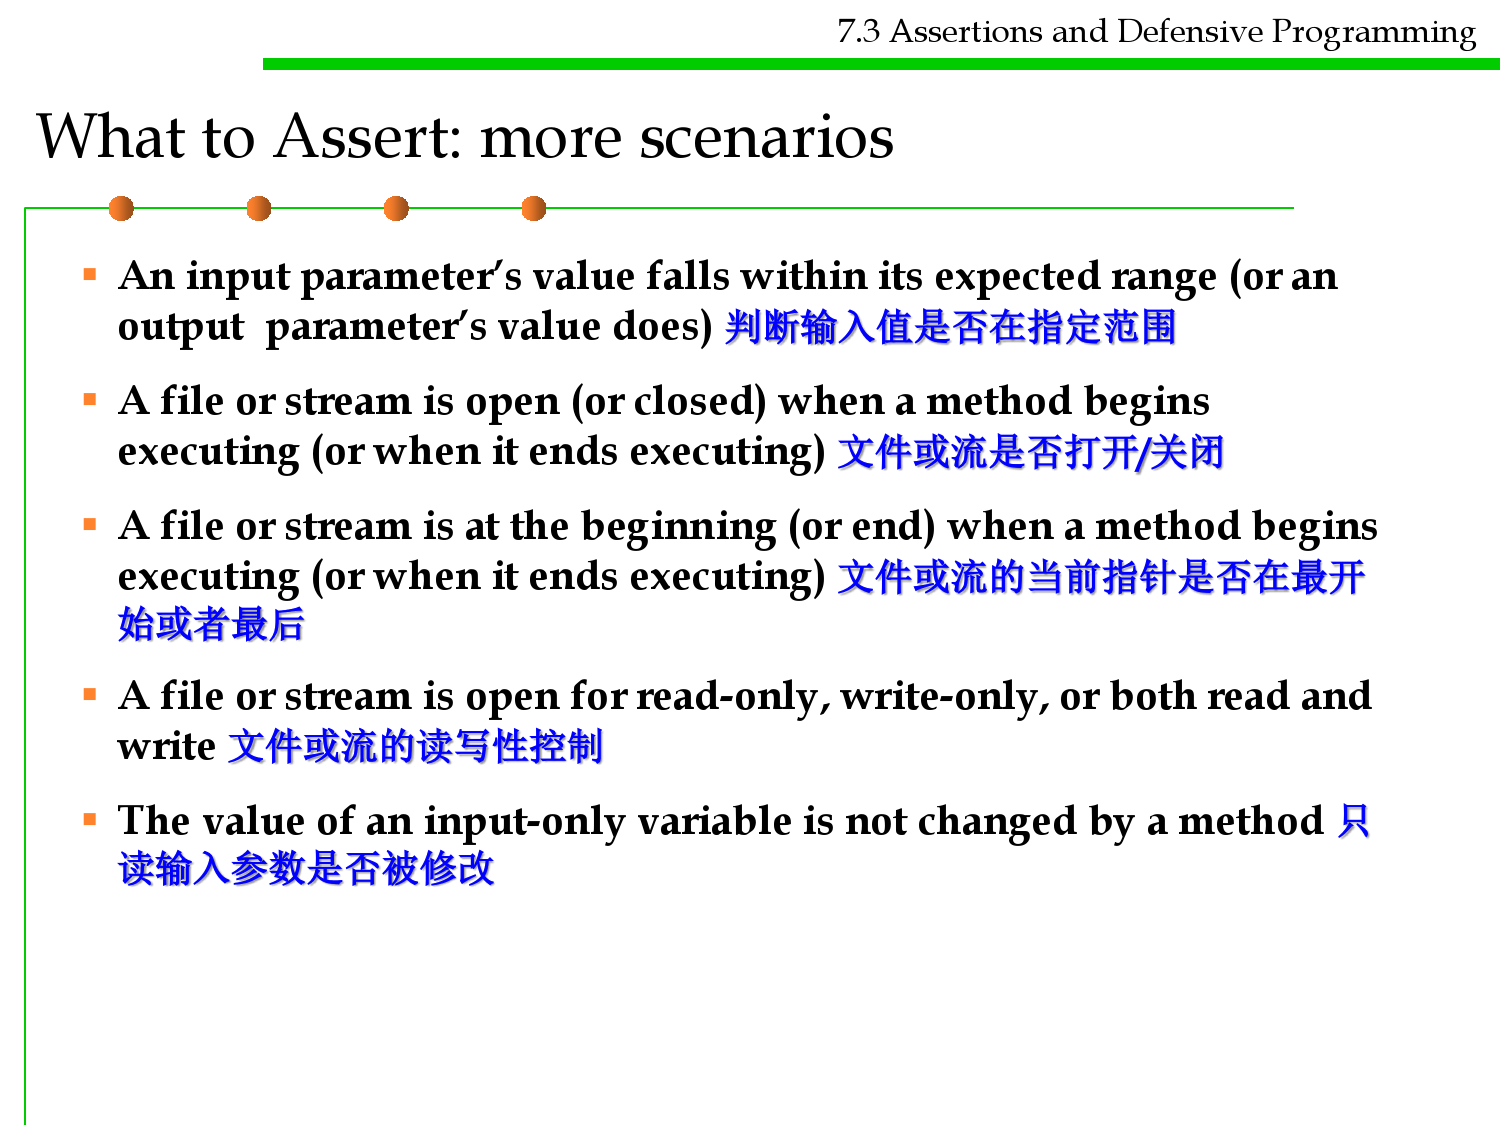 7.3 Assertions and Defensive Programming
What to Assert: more scenarios
▪ An input parameter’s value falls within its expected range (or an
output  parameter’s value does) 判断输入值是否在指定范围
▪ A file or stream is open (or closed) when a method begins
executing (or when it ends executing) 文件或流是否打开/关闭
▪ A file or stream is at the beginning (or end) when a method begins
executing (or when it ends executing) 文件或流的当前指针是否在最开
始或者最后
▪ A file or stream is open for read-only, write-only, or both read and
write 文件或流的读写性控制
▪ The value of an input-only variable is not changed by a method 只
读输入参数是否被修改